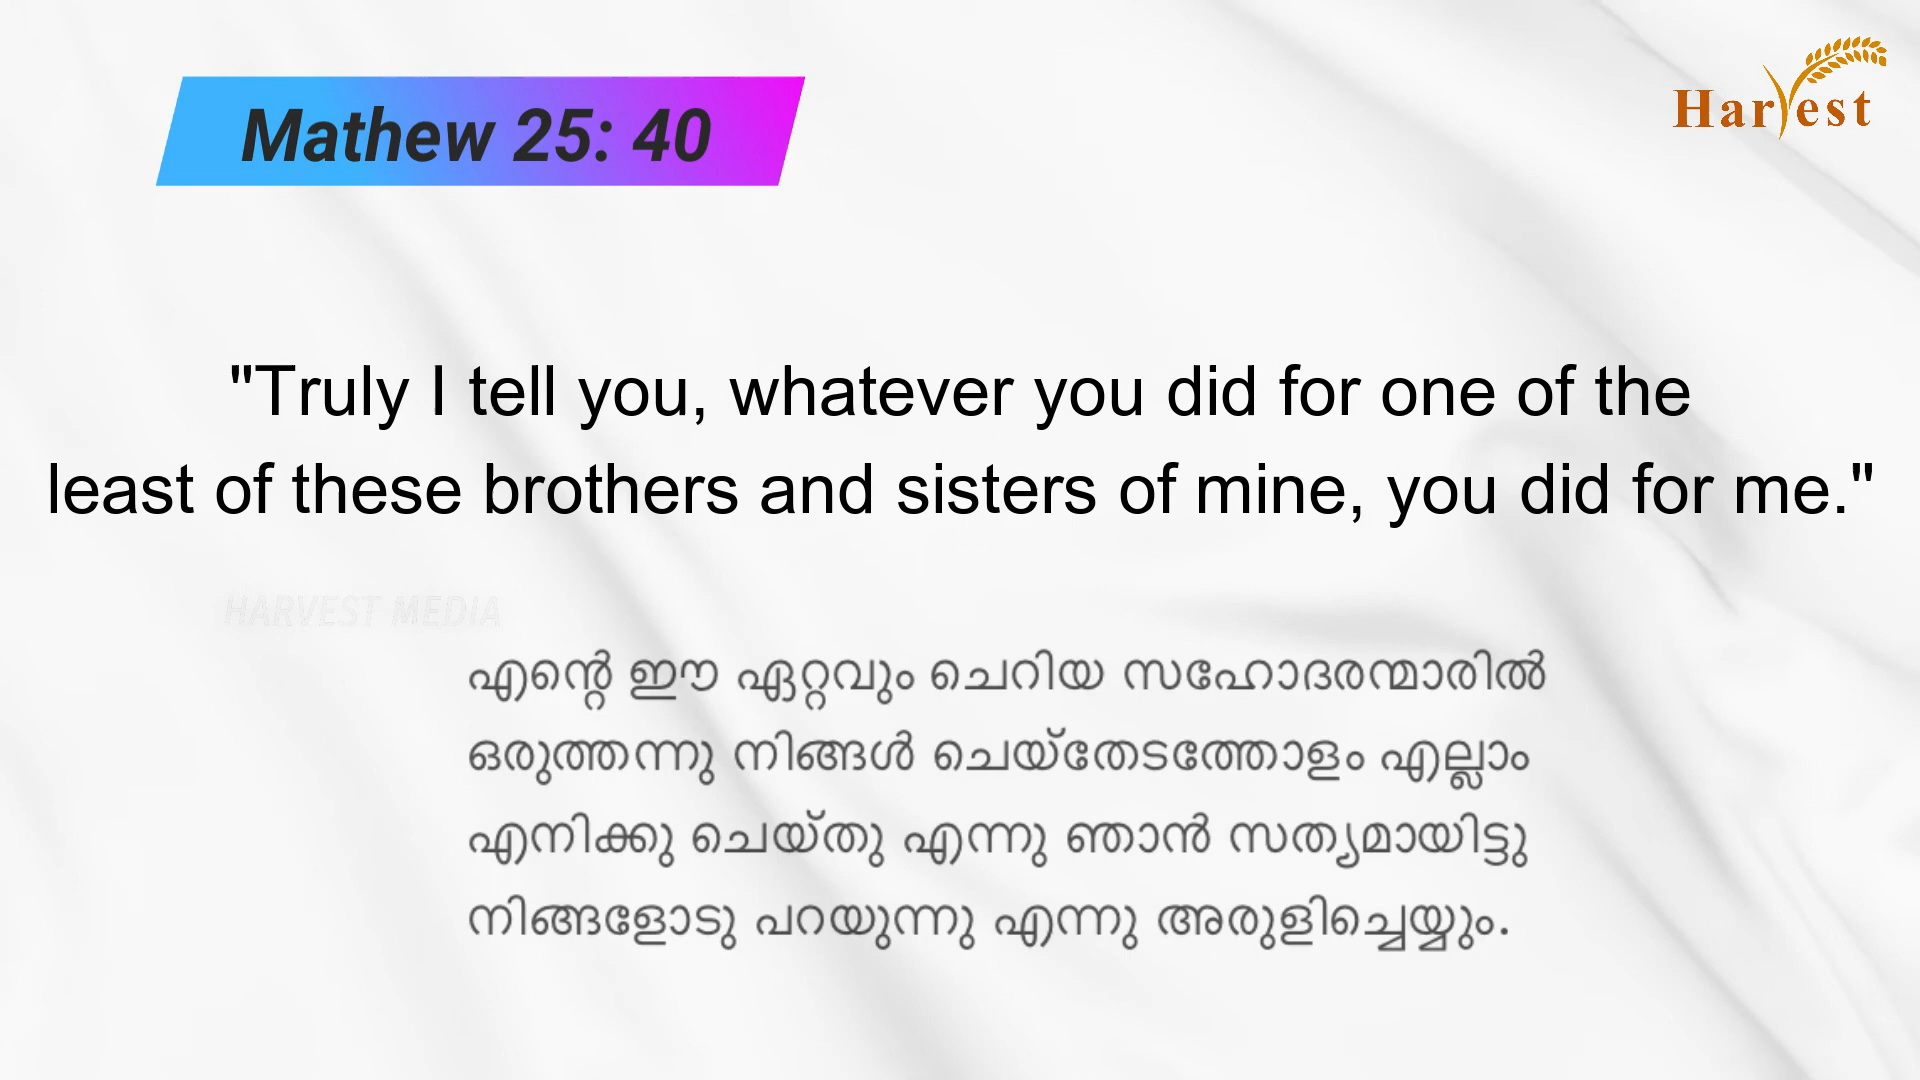 Mathew 25: 40
Harvest
"Truly I tell you, whatever you did for one of the
least of these brothers and sisters of mine, you did for me."
HARVEST MEDIA
എന്റെ ഈ ഏറ്റവും ചെറിയ സഹോദരന്മാരിൽ
ഒരുത്തന്നു നിങ്ങൾ ചെയ്തേടത്തോളം എല്ലാം
എനിക്കു ചെയ്തു എന്നു ഞാൻ സത്യമായിട്ടു
നിങ്ങളോടു പറയുന്നു എന്നു അരുളിച്ചെയ്യും.